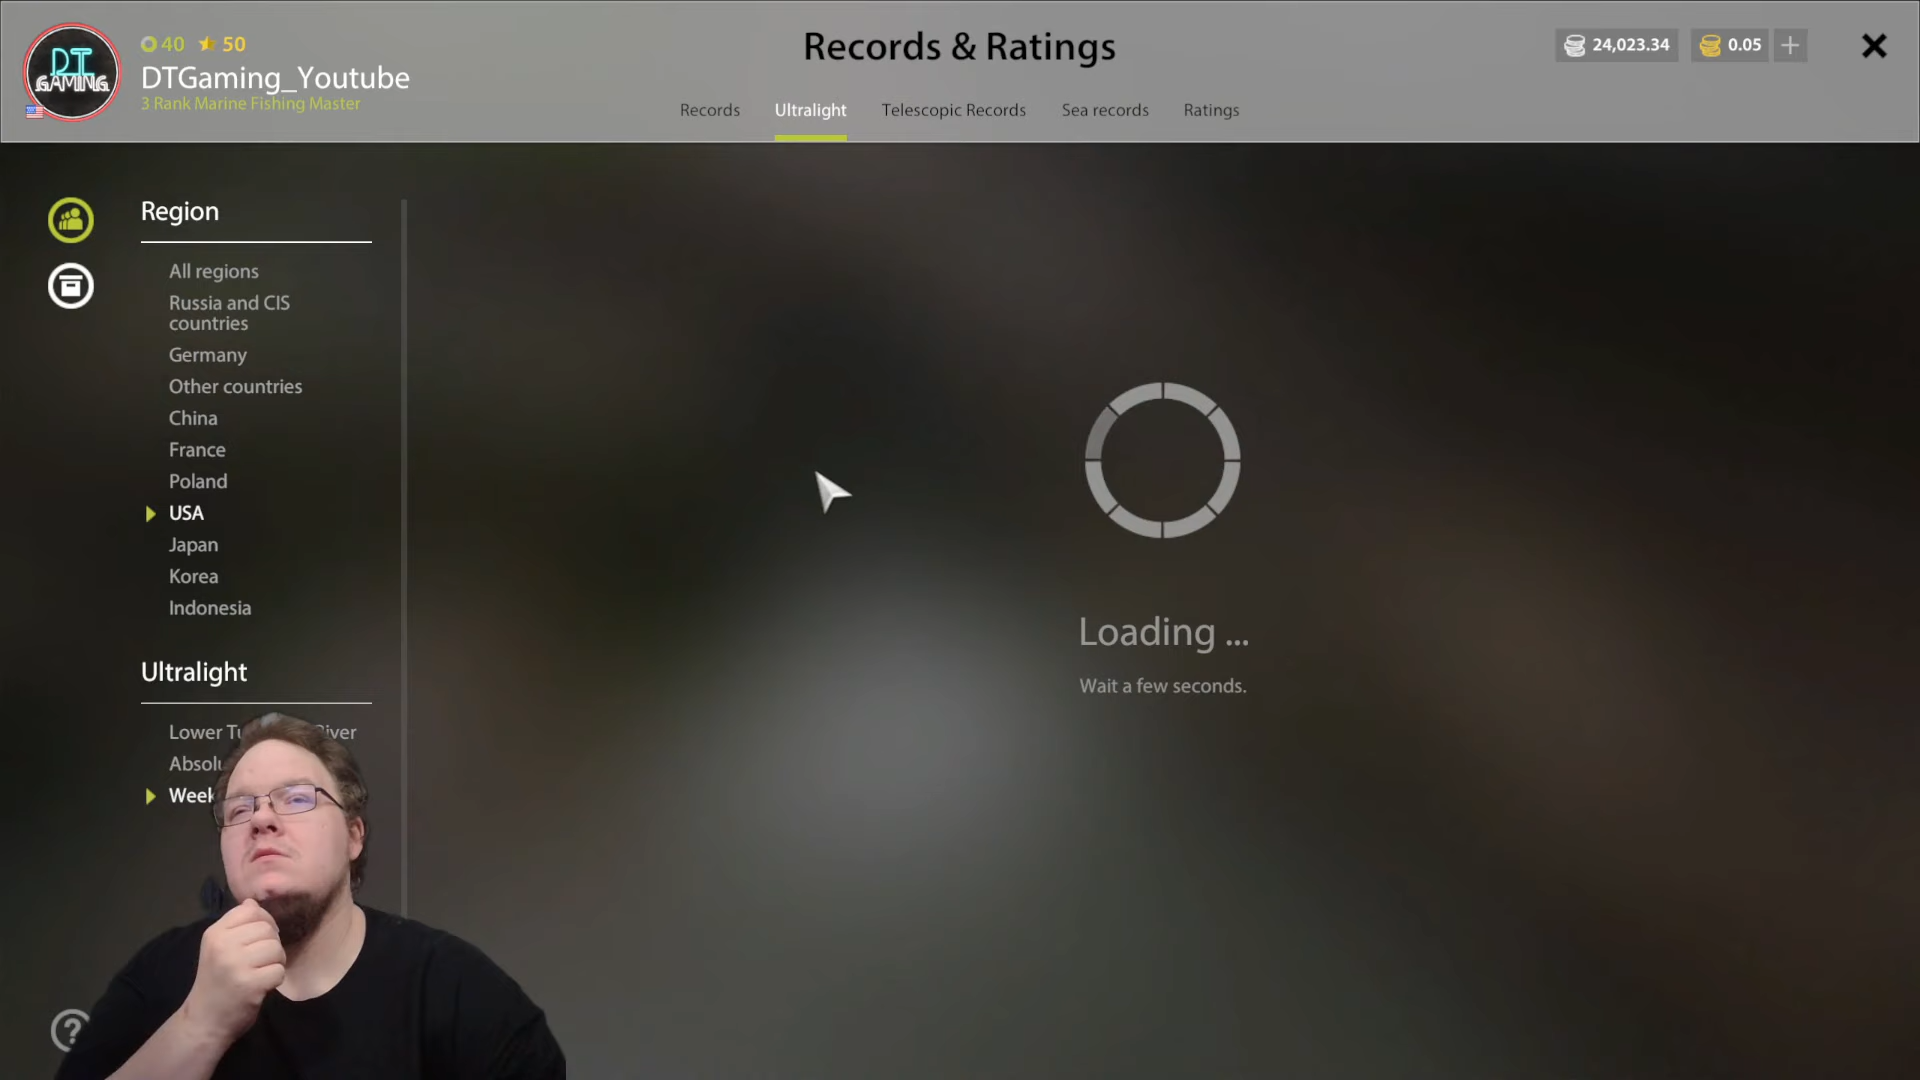 DT
GAMING
40 50
DTGaming_Youtube
3 Rank Marine Fishing Master
Records & Ratings
24,023.34 0.05
Records Ultralight Telescopic Records Sea records Ratings
Region
All regions
Russia and CIS
countries
Germany
Other countries
China
France
Poland
USA
Japan
Korea
Indonesia
Ultralight
Lower
Loading ...
Wait a few seconds.